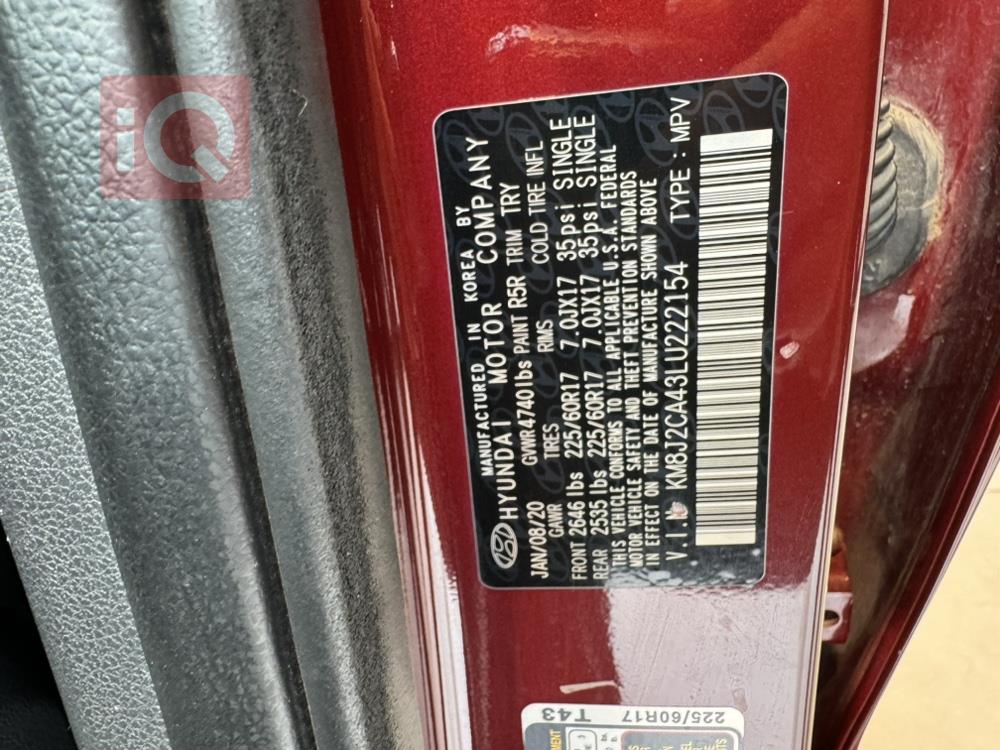 MANUFACTURED IN KOREA BY
HYUNDAI MOTOR COMPANY
JAN/08/20 GVWR 4740lbs PAINT R5R TRIM TRY
GAWR TIRES RIMS COLD TIRE INFL
FRONT 2646 lbs 225/60R17 7.0JX17 35psi SINGLE
REAR 2535 lbs 225/60R17 7.0JX17 35psi SINGLE
THIS VEHICLE CONFORMS TO ALL APPLICABLE U.S.A. FEDERAL
MOTOR VEHICLE SAFETY AND THEFT PREVENTION STANDARDS
IN EFFECT ON THE DATE OF MANUFACTURE SHOWN ABOVE
V.I.N KM8J2CA43LU222154 TYPE : MPV
T43
225/60R17
iQ